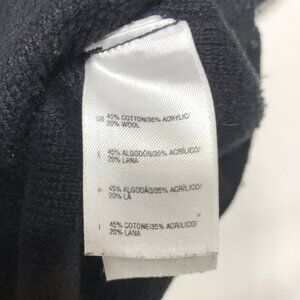 GB 45% COTTON/35% ACRYLIC/
20% WOOL
E 45% ALGODÓN/35% ACRÍLICO/
20% LANA
P 45% ALGODÃO/35% ACRÍLICO/
20% LÃ
I 45% COTONE/35% ACRILICO/
20% LANA